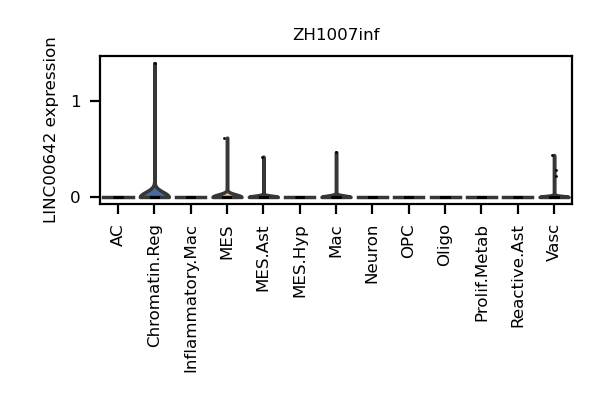 ZH1007inf
LINC00642 expression
1
0
AC
Chromatin.Reg
Inflammatory.Mac
MES
MES.Ast
MES.Hyp
Mac
Neuron
OPC
Oligo
Prolif.Metab
Reactive.Ast
Vasc